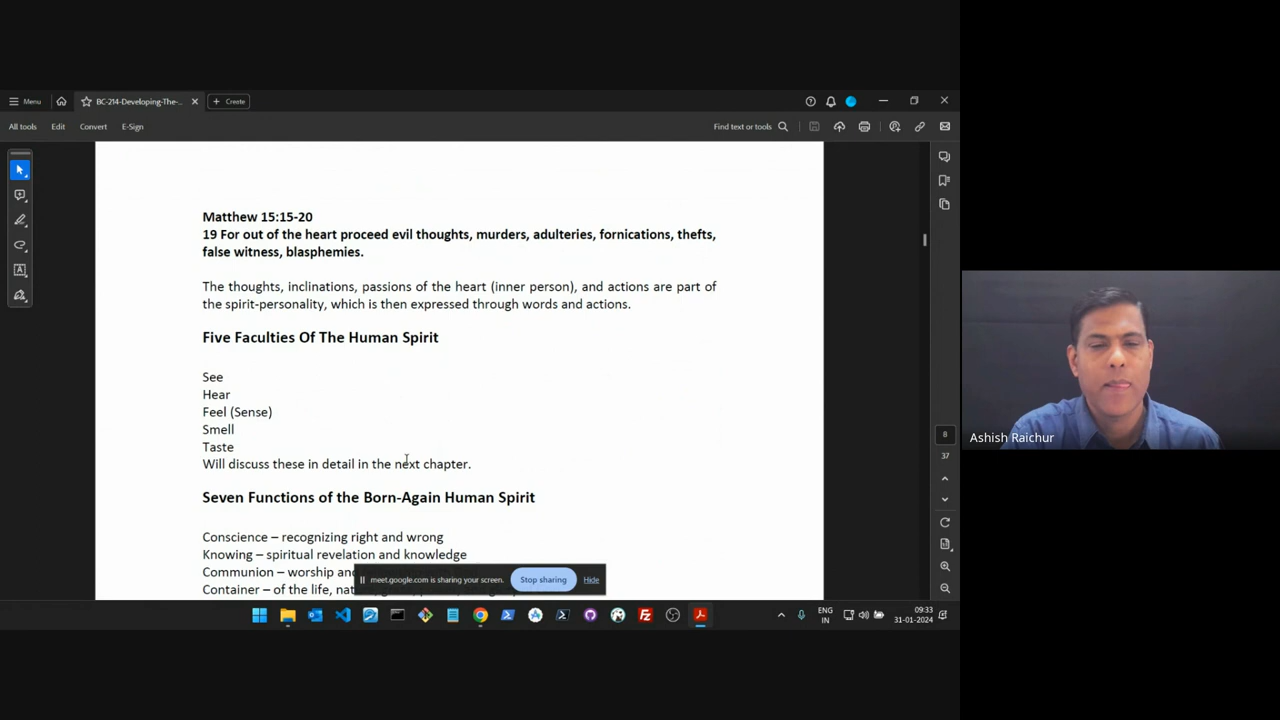 Menu
BC-214-Developing-The-...
Create
All tools
Edit
Convert
E-Sign
Find text or tools
Matthew 15:15-20
19 For out of the heart proceed evil thoughts, murders, adulteries, fornications, thefts,
false witness, blasphemies.
The thoughts, inclinations, passions of the heart (inner person), and actions are part of
the spirit-personality, which is then expressed through words and actions.
Five Faculties Of The Human Spirit
See
Hear
Feel (Sense)
Smell
Taste
Will discuss these in detail in the next chapter.
Seven Functions of the Born-Again Human Spirit
Conscience – recognizing right and wrong
Knowing – spiritual revelation and knowledge
Communion – worship and
Container – of the life,
meet.google.com is sharing your screen.
Stop sharing
Hide
8
37
ENG
IN
09:33
31-01-2024
Ashish Raichur